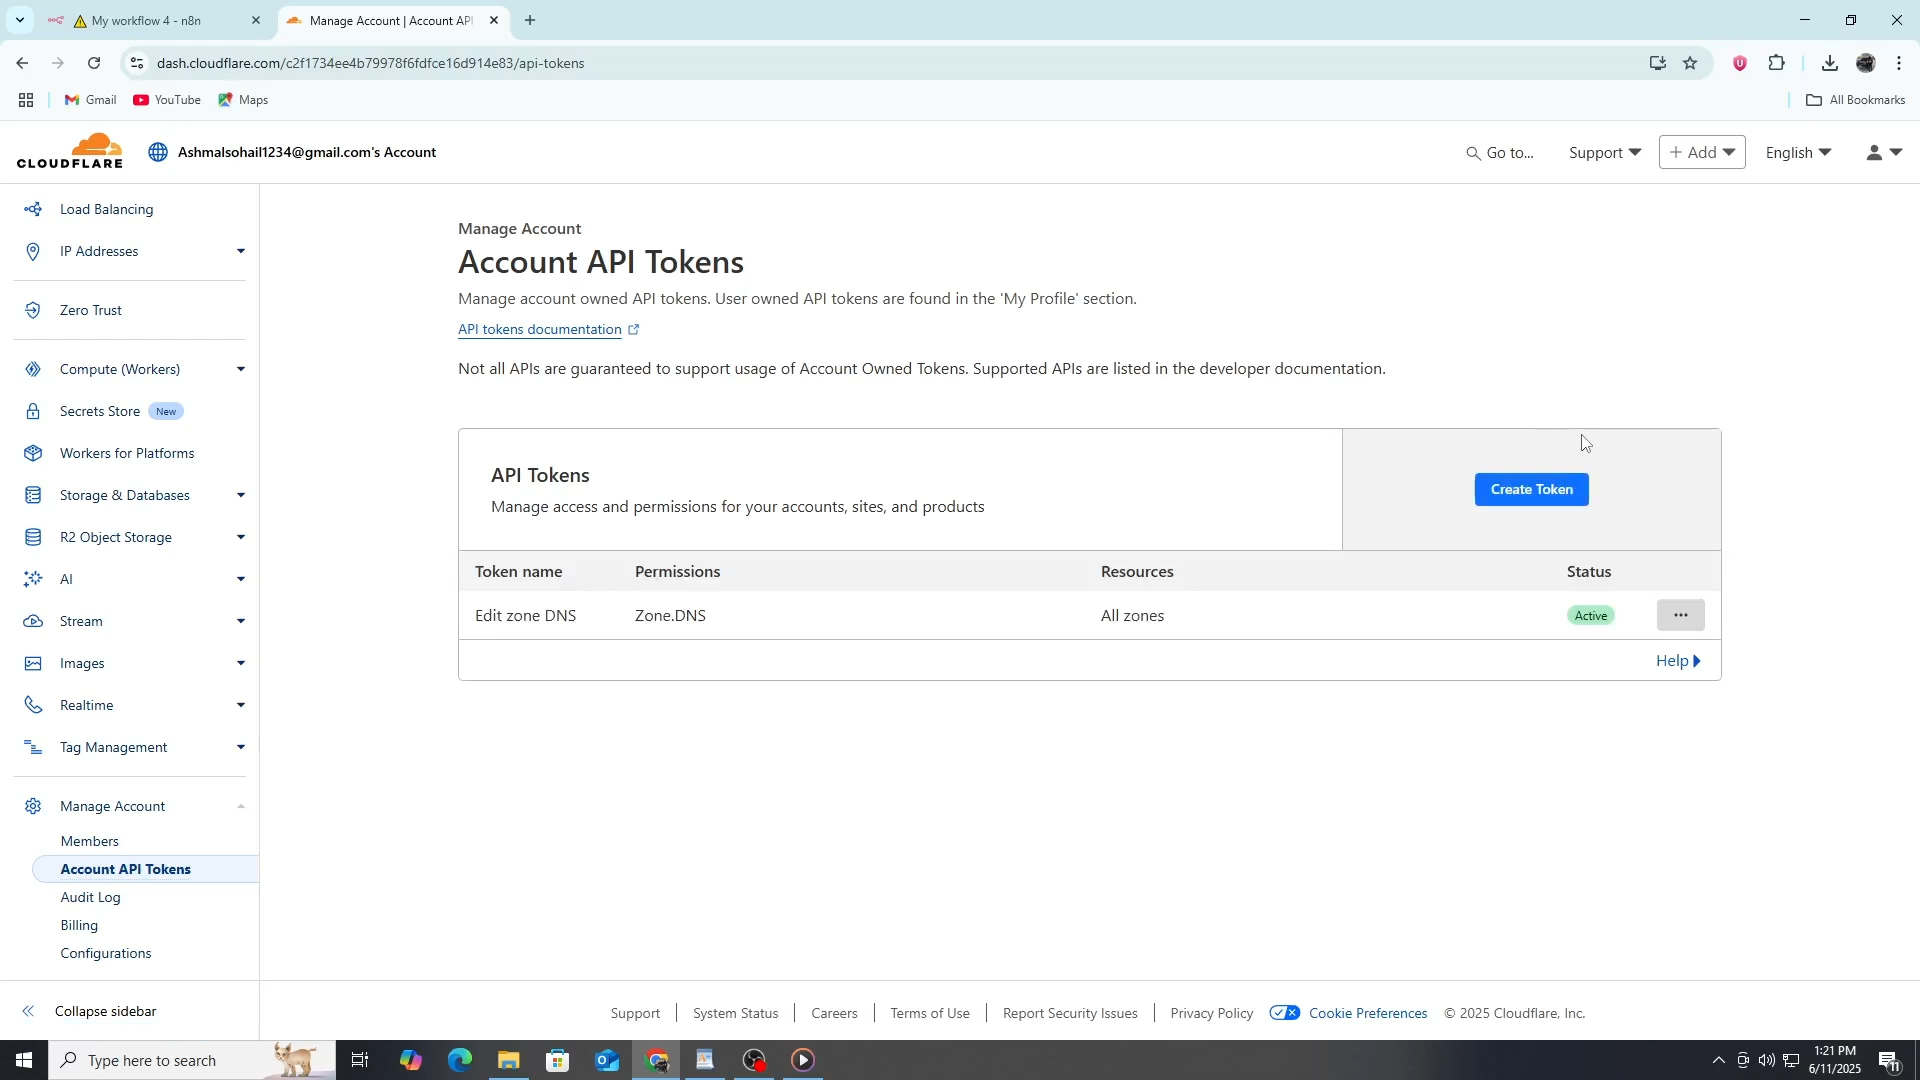 My workflow 4 - n8n
Manage Account | Account API
dash.cloudflare.com/c2f1734ee4b79978f6fdfce16d914e83/api-tokens
Gmail
YouTube
Maps
All Bookmarks
CLOUDFLARE
Ashmalsohail1234@gmail.com's Account
Go to...
Support
+ Add
English
Load Balancing
IP Addresses
Zero Trust
Compute (Workers)
Secrets Store New
Workers for Platforms
Storage & Databases
R2 Object Storage
AI
Stream
Images
Realtime
Tag Management
Manage Account
Members
Account API Tokens
Audit Log
Billing
Configurations
Collapse sidebar
Manage Account
Account API Tokens
Manage account owned API tokens. User owned API tokens are found in the 'My Profile' section.
API tokens documentation
Not all APIs are guaranteed to support usage of Account Owned Tokens. Supported APIs are listed in the developer documentation.
API Tokens
Manage access and permissions for your accounts, sites, and products
Create Token
Token name Permissions Resources Status
Edit zone DNS Zone.DNS All zones Active
Help
Support System Status Careers Terms of Use Report Security Issues Privacy Policy Cookie Preferences © 2025 Cloudflare, Inc.
Type here to search
1:21 PM
6/11/2025
11